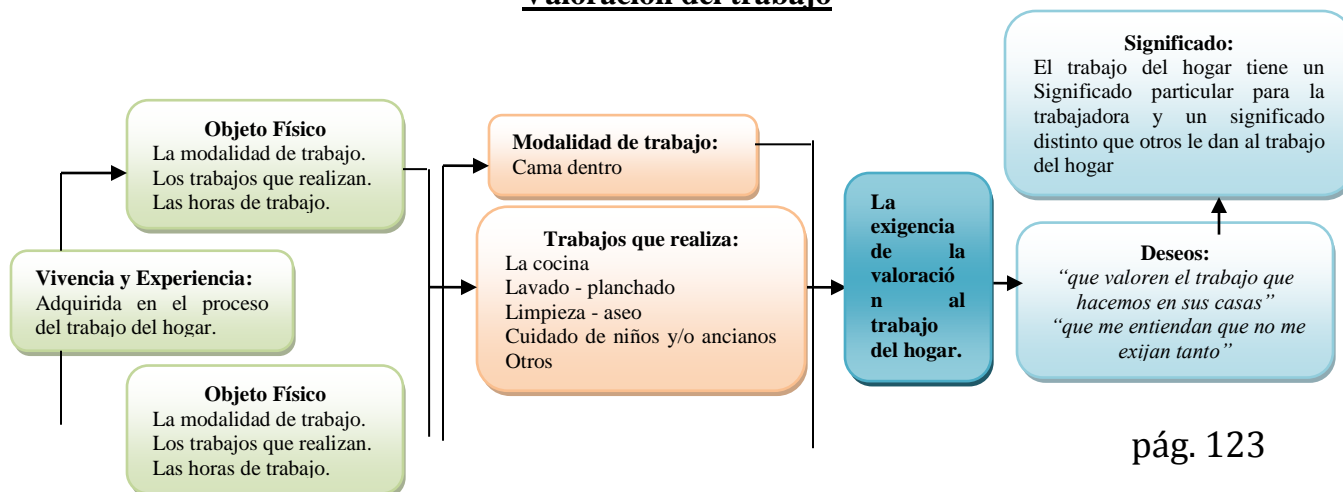 Valoración del trabajo
Objeto Físico
La modalidad de trabajo.
Los trabajos que realizan.
Las horas de trabajo.
Vivencia y Experiencia:
Adquirida en el proceso
del trabajo del hogar.
Objeto Físico
La modalidad de trabajo.
Los trabajos que realizan.
Las horas de trabajo.
Modalidad de trabajo:
Cama dentro
Trabajos que realiza:
La cocina
Lavado - planchado
Limpieza - aseo
Cuidado de niños y/o ancianos
Otros
La
exigencia
de la
valoració
n al
trabajo
del hogar.
Significado:
El trabajo del hogar tiene un
Significado particular para la
trabajadora y un significado
distinto que otros le dan al trabajo
del hogar
Deseos:
“que valoren el trabajo que
hacemos en sus casas”
“que me entiendan que no me
exijan tanto”
pág. 123